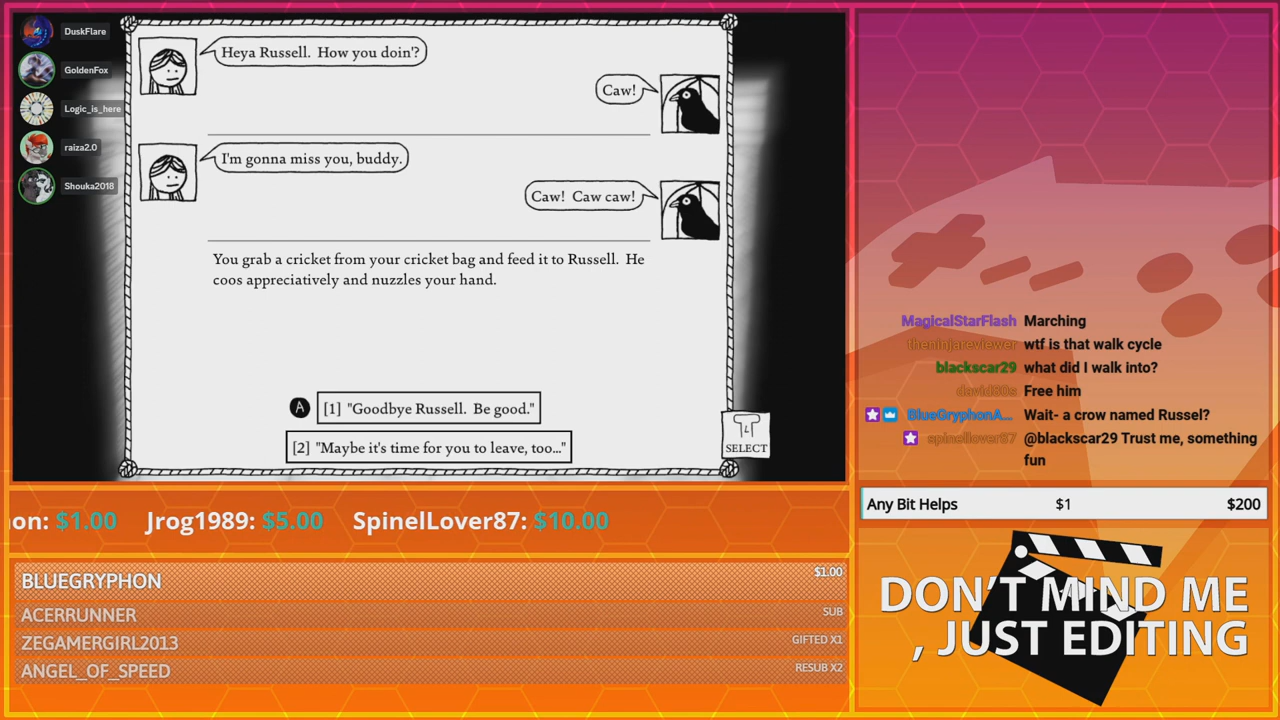 DuskFlare
GoldenFox
Logic_is_here
raiza2.0
Shouka2018
Heya Russell. How you doin'?
Caw!
I'm gonna miss you, buddy.
Caw! Caw caw!
You grab a cricket from your cricket bag and feed it to Russell. He
coos appreciatively and nuzzles your hand.
A [1] "Goodbye Russell. Be good."
[2] "Maybe it's time for you to leave, too..."
SELECT
MagicalStarFlash Marching
theninjareviewer wtf is that walk cycle
blackscar29 what did I walk into?
david80s Free him
BlueGryphonA... Wait- a crow named Russel?
spinellover87 @blackscar29 Trust me, something
fun
Any Bit Helps $1 $200
on: $1.00 Jrog1989: $5.00 SpinelLover87: $10.00
BLUEGRYPHON $1.00
ACERRUNNER SUB
ZEGAMERGIRL2013 GIFTED X1
ANGEL_OF_SPEED RESUB X2
DON'T MIND ME
, JUST EDITING